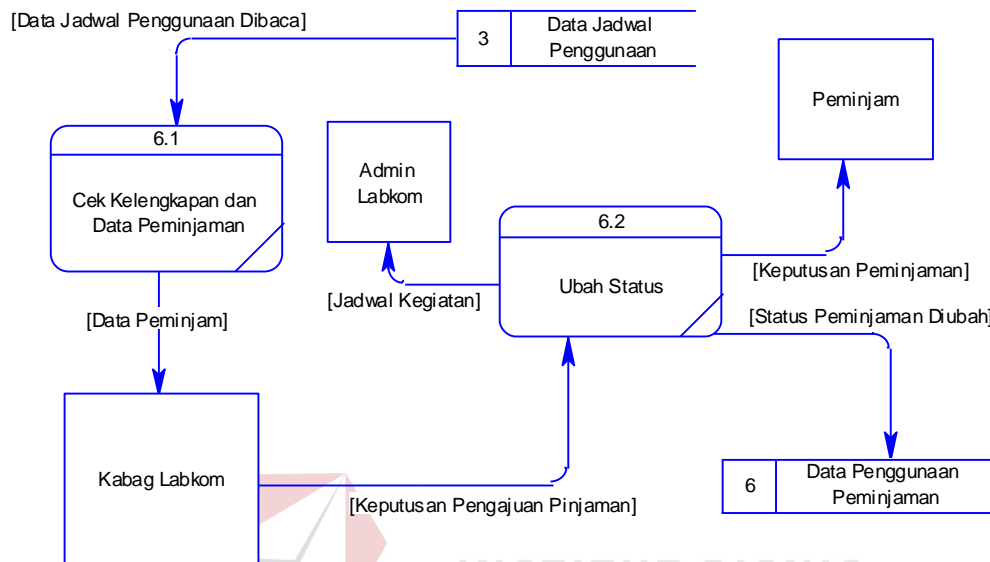 [Data Jadwal Penggunaan Dibaca]
3
Data Jadwal
Penggunaan
Peminjam
6.1
Cek Kelengkapan dan
Data Peminjaman
Admin
Labkom
6.2
Ubah Status
[Keputusan Peminjaman]
[Jadwal Kegiatan]
[Data Peminjam]
[Status Peminjaman Diubah]
Kabag Labkom
[Keputusan Pengajuan Pinjaman]
6
Data Penggunaan
Peminjaman